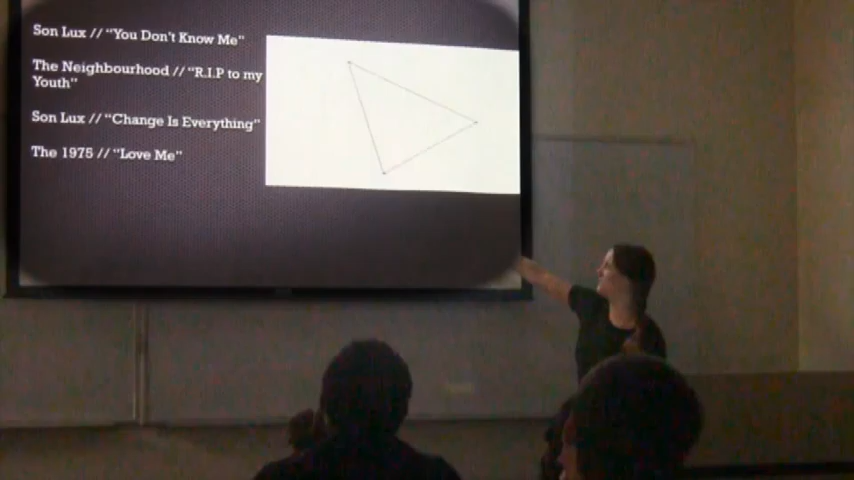 Son Lux // “You Don’t Know Me”
The Neighbourhood // “R.I.P to my
Youth”
Son Lux // “Change Is Everything”
The 1975 // “Love Me”